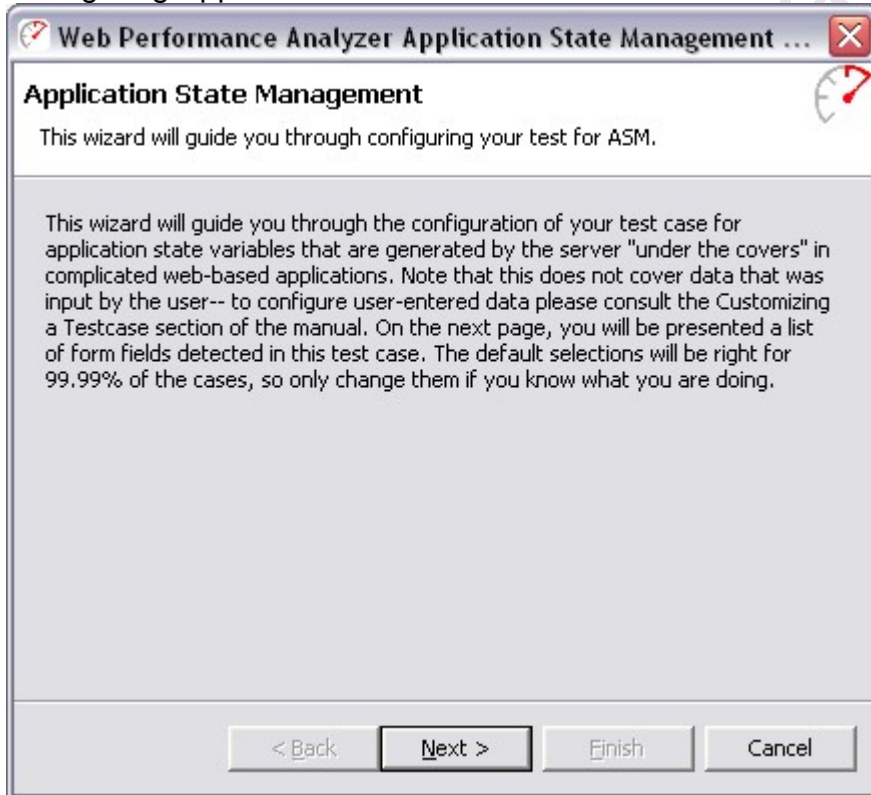 Web Performance Analyzer Application State Management ...
Application State Management
This wizard will guide you through configuring your test for ASM.
This wizard will guide you through the configuration of your test case for
application state variables that are generated by the server "under the covers" in
complicated web-based applications. Note that this does not cover data that was
input by the user-- to configure user-entered data please consult the Customizing
a Testcase section of the manual. On the next page, you will be presented a list
of form fields detected in this test case. The default selections will be right for
99.99% of the cases, so only change them if you know what you are doing.
< Back
Next >
Finish
Cancel